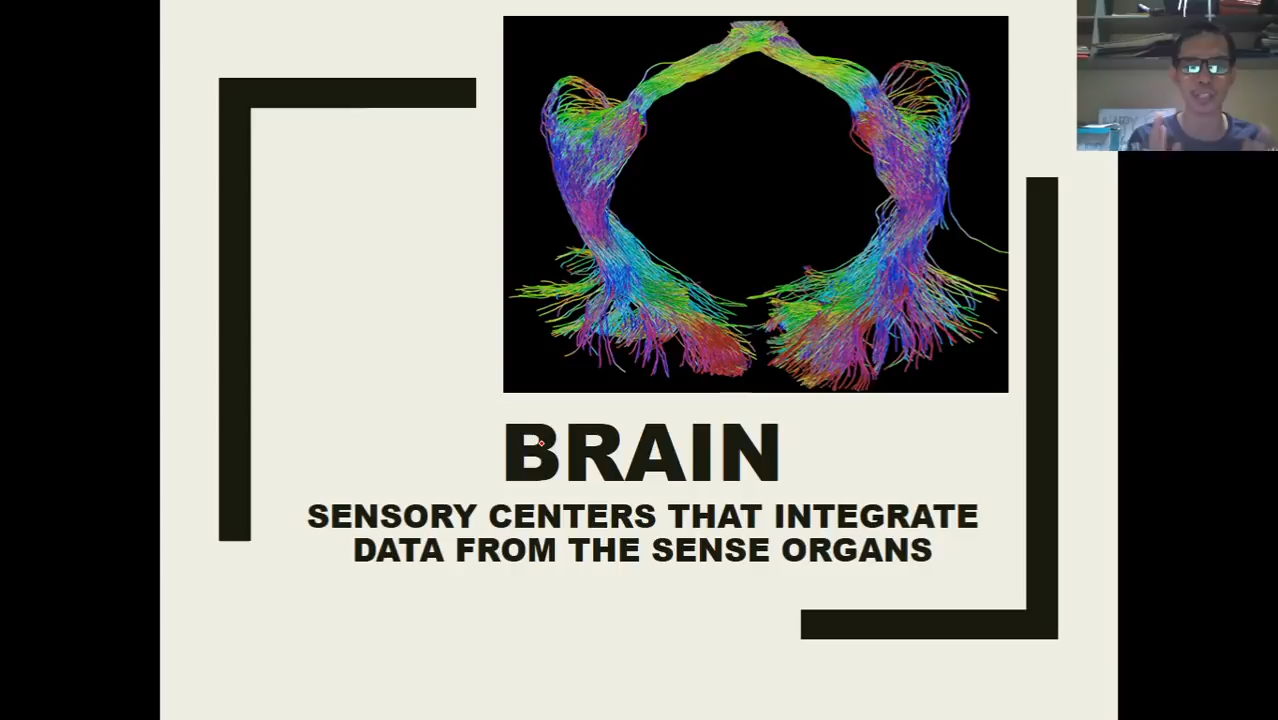 BRAIN
SENSORY CENTERS THAT INTEGRATE
DATA FROM THE SENSE ORGANS